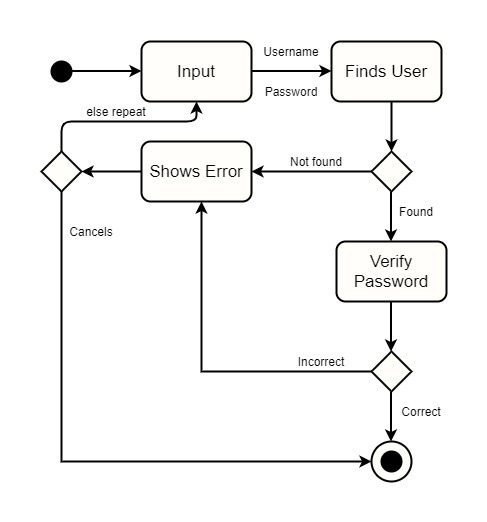 Username
Input
Finds User
Password
else repeat
Not found
Shows Error
Found
Cancels
Verify
Password
Incorrect
Correct